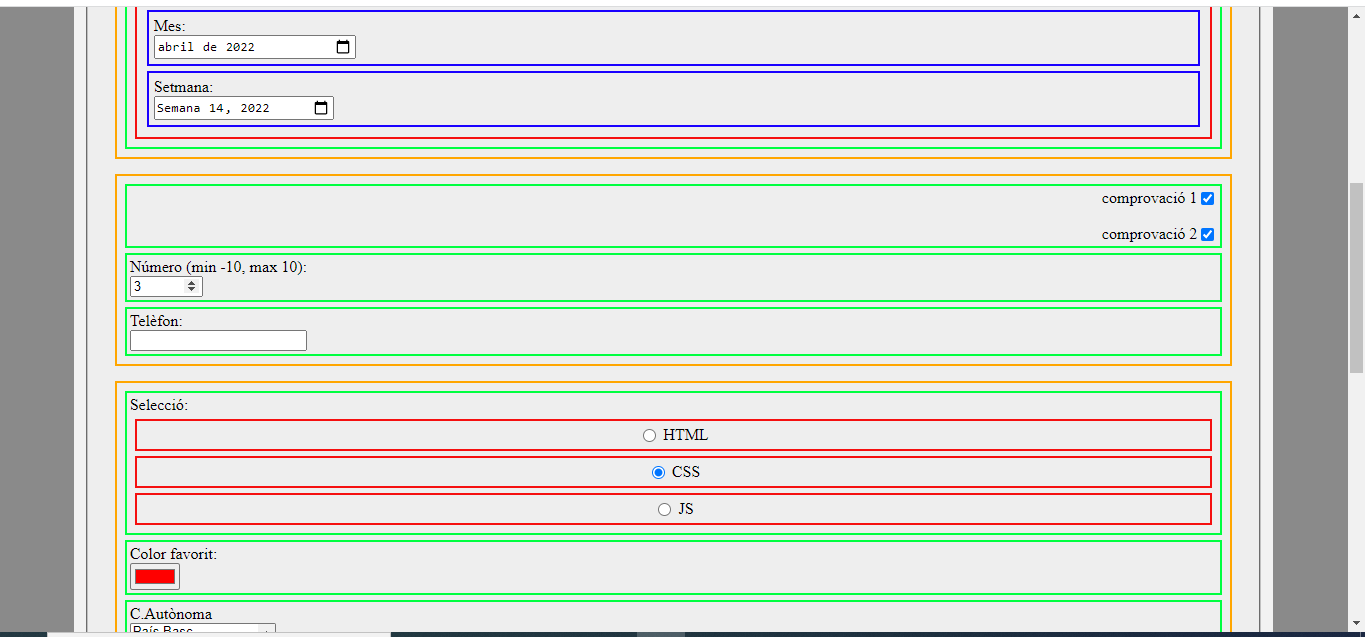 Mes:
abril de 2022
Setmana:
Semana 14, 2022
comprovació 1
comprovació 2
Número (min -10, max 10):
3
Telèfon:
Selecció:
HTML
CSS
JS
Color favorit:
C.Autònoma
País Basc